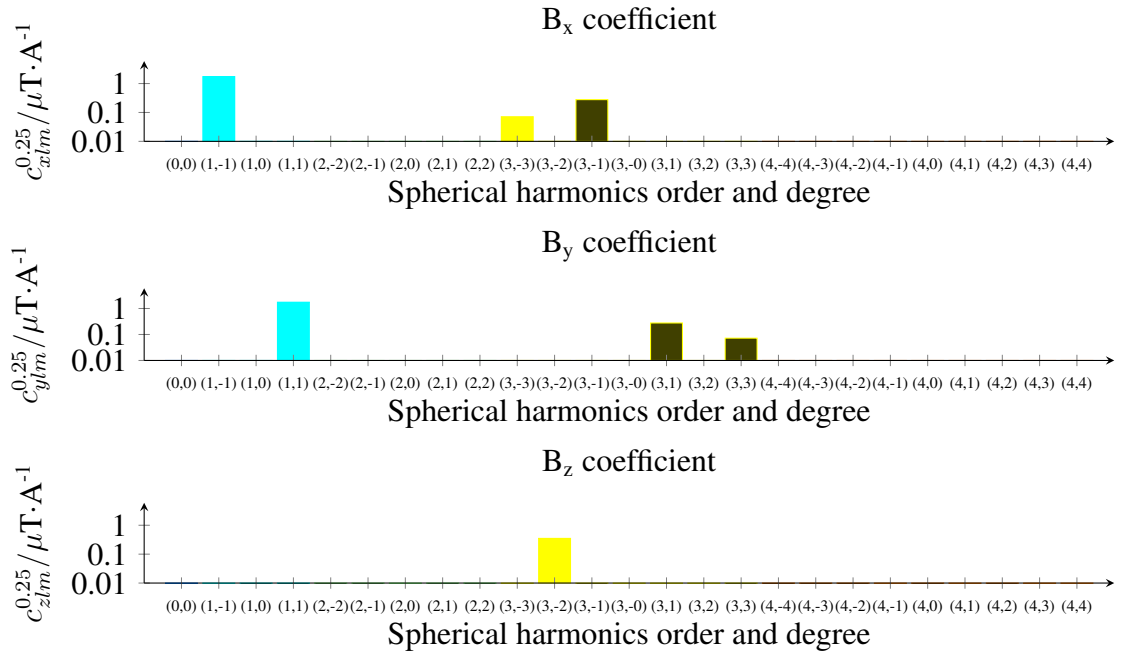 B_x coefficient
c_{xlm}^{0.25}/μT·A^{-1}
1
0.1
0.01
(0,0) (1,-1) (1,0) (1,1) (2,-2) (2,-1) (2,0) (2,1) (2,2) (3,-3) (3,-2) (3,-1) (3,-0) (3,1) (3,2) (3,3) (4,-4) (4,-3) (4,-2) (4,-1) (4,0) (4,1) (4,2) (4,3) (4,4)
Spherical harmonics order and degree
B_y coefficient
c_{ylm}^{0.25}/μT·A^{-1}
1
0.1
0.01
(0,0) (1,-1) (1,0) (1,1) (2,-2) (2,-1) (2,0) (2,1) (2,2) (3,-3) (3,-2) (3,-1) (3,-0) (3,1) (3,2) (3,3) (4,-4) (4,-3) (4,-2) (4,-1) (4,0) (4,1) (4,2) (4,3) (4,4)
Spherical harmonics order and degree
B_z coefficient
c_{zlm}^{0.25}/μT·A^{-1}
1
0.1
0.01
(0,0) (1,-1) (1,0) (1,1) (2,-2) (2,-1) (2,0) (2,1) (2,2) (3,-3) (3,-2) (3,-1) (3,-0) (3,1) (3,2) (3,3) (4,-4) (4,-3) (4,-2) (4,-1) (4,0) (4,1) (4,2) (4,3) (4,4)
Spherical harmonics order and degree